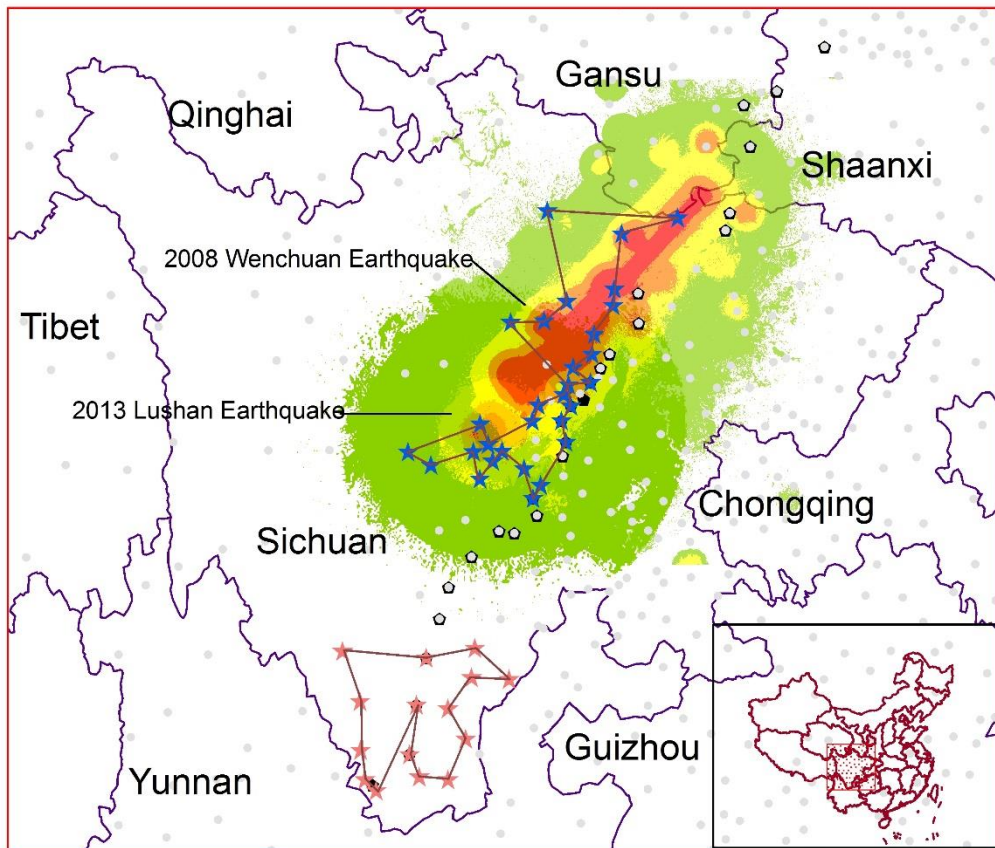 Gansu
Qinghai
Shaanxi
2008 Wenchuan Earthquake
Tibet
2013 Lushan Earthquake
Chongqing
Sichuan
Guizhou
Yunnan